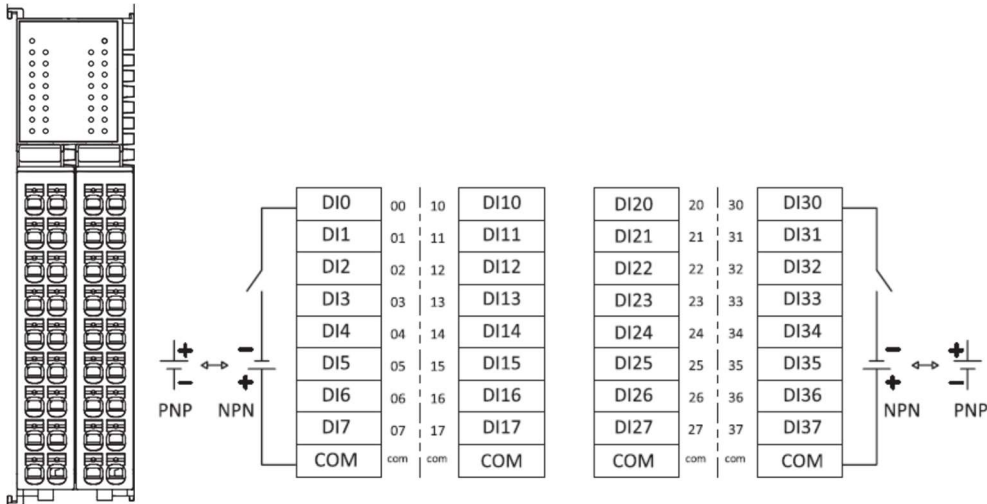 DI0 00 10 DI10 DI20 20 30 DI30
DI1 01 11 DI11 DI21 21 31 DI31
DI2 02 12 DI12 DI22 22 32 DI32
DI3 03 13 DI13 DI23 23 33 DI33
DI4 04 14 DI14 DI24 24 34 DI34
+ − DI5 05 15 DI15 DI25 25 35 DI35 − +
− + DI6 06 16 DI16 DI26 26 36 DI36 + −
PNP NPN DI7 07 17 DI17 DI27 27 37 DI37 NPN PNP
COM com com COM COM com com COM